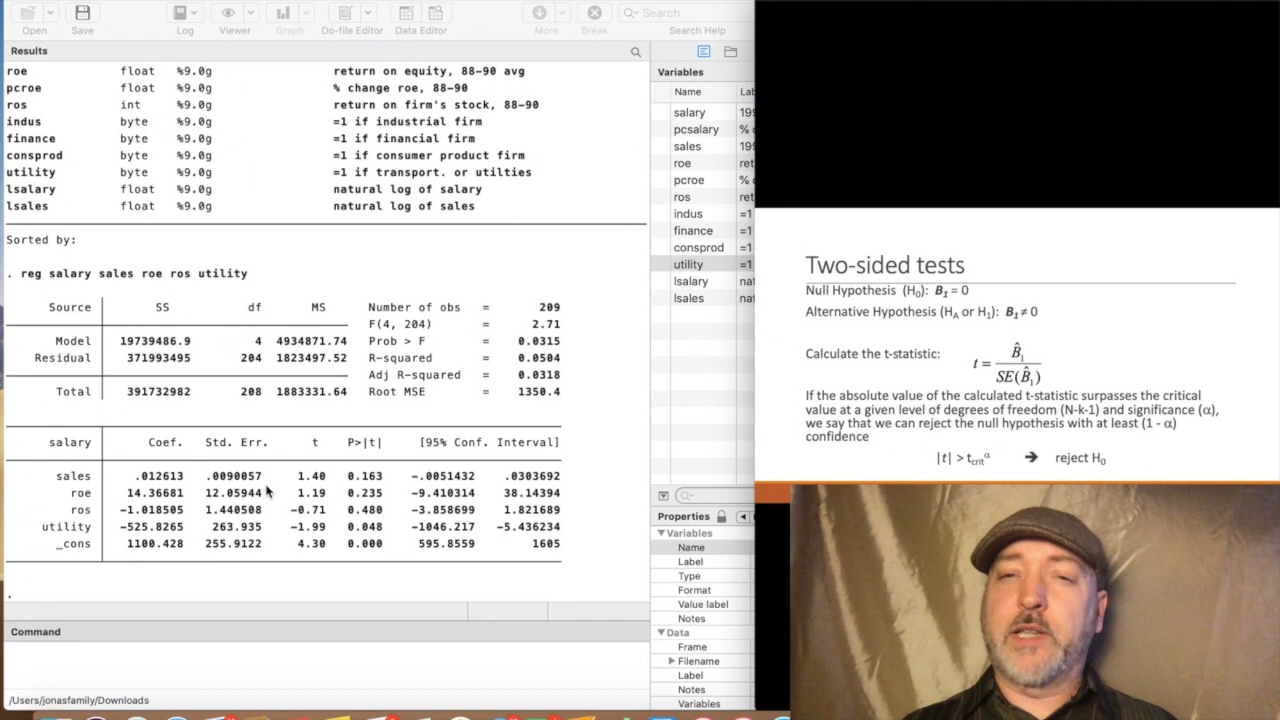 Open Save Log Viewer Graph Do-file Editor Data Editor More Break Search Help
Search
Results
roe float %9.0g return on equity, 88-90 avg
pcroe float %9.0g % change roe, 88-90
ros int %9.0g return on firm's stock, 88-90
indus byte %9.0g =1 if industrial firm
finance byte %9.0g =1 if financial firm
consprod byte %9.0g =1 if consumer product firm
utility byte %9.0g =1 if transport. or utilties
lsalary float %9.0g natural log of salary
lsales float %9.0g natural log of sales
Sorted by:
. reg salary sales roe ros utility
Source SS df MS Number of obs = 209
F(4, 204) = 2.71
Model 19739486.9 4 4934871.74 Prob > F = 0.0315
Residual 371993495 204 1823497.52 R-squared = 0.0504
Adj R-squared = 0.0318
Total 391732982 208 1883331.64 Root MSE = 1350.4
salary Coef. Std. Err. t P>|t| [95% Conf. Interval]
sales .012613 .0090057 1.40 0.163 -.0051432 .0303692
roe 14.36681 12.05944 1.19 0.235 -9.410314 38.14394
ros -1.018505 1.440508 -0.71 0.480 -3.858699 1.821689
utility -525.8265 263.935 -1.99 0.048 -1046.217 -5.436234
_cons 1100.428 255.9122 4.30 0.000 595.8559 1605
.
Command
/Users/jonasfamily/Downloads
Variables
Name Lab
salary 199
pcsalary % c
sales 199
roe ret
pcroe % c
ros ret
indus =1
finance =1
consprod =1
utility =1
lsalary nat
lsales nat
Properties
Variables
Name
Label
Type
Format
Value label
Notes
Data
Frame
Filename
Label
Notes
Variables
Two-sided tests
Null Hypothesis (H₀): B₁ = 0
Alternative Hypothesis (H_A or H₁): B₁ ≠ 0
Calculate the t-statistic: t = B̂₁ / SE(B̂₁)
If the absolute value of the calculated t-statistic surpasses the critical
value at a given level of degrees of freedom (N-k-1) and significance (α),
we say that we can reject the null hypothesis with at least (1 - α)
confidence
|t| > t_crit^α ➔ reject H₀